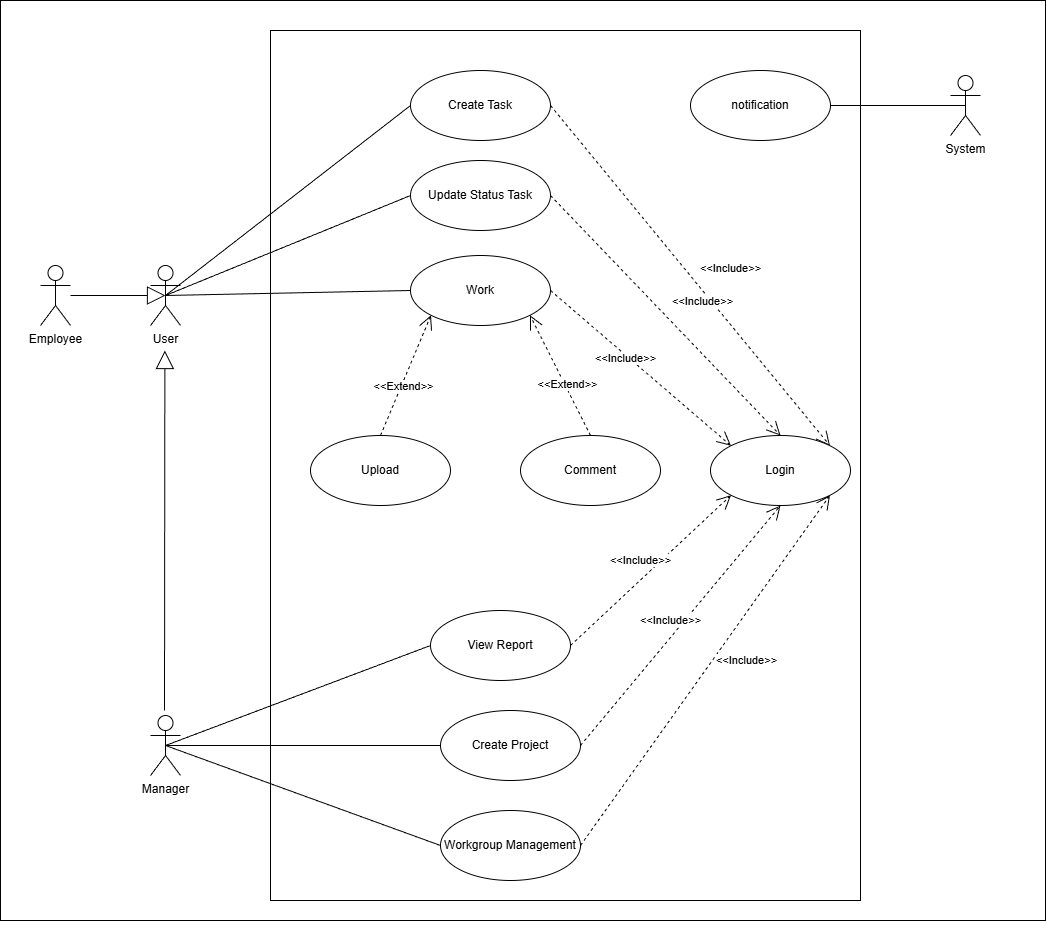 Create Task
notification
System
Update Status Task
<<Include>>
Work
<<Include>>
Employee
User
<<Include>>
<<Extend>>
<<Extend>>
Upload
Comment
Login
<<Include>>
<<Include>>
View Report
<<Include>>
Create Project
Manager
Workgroup Management